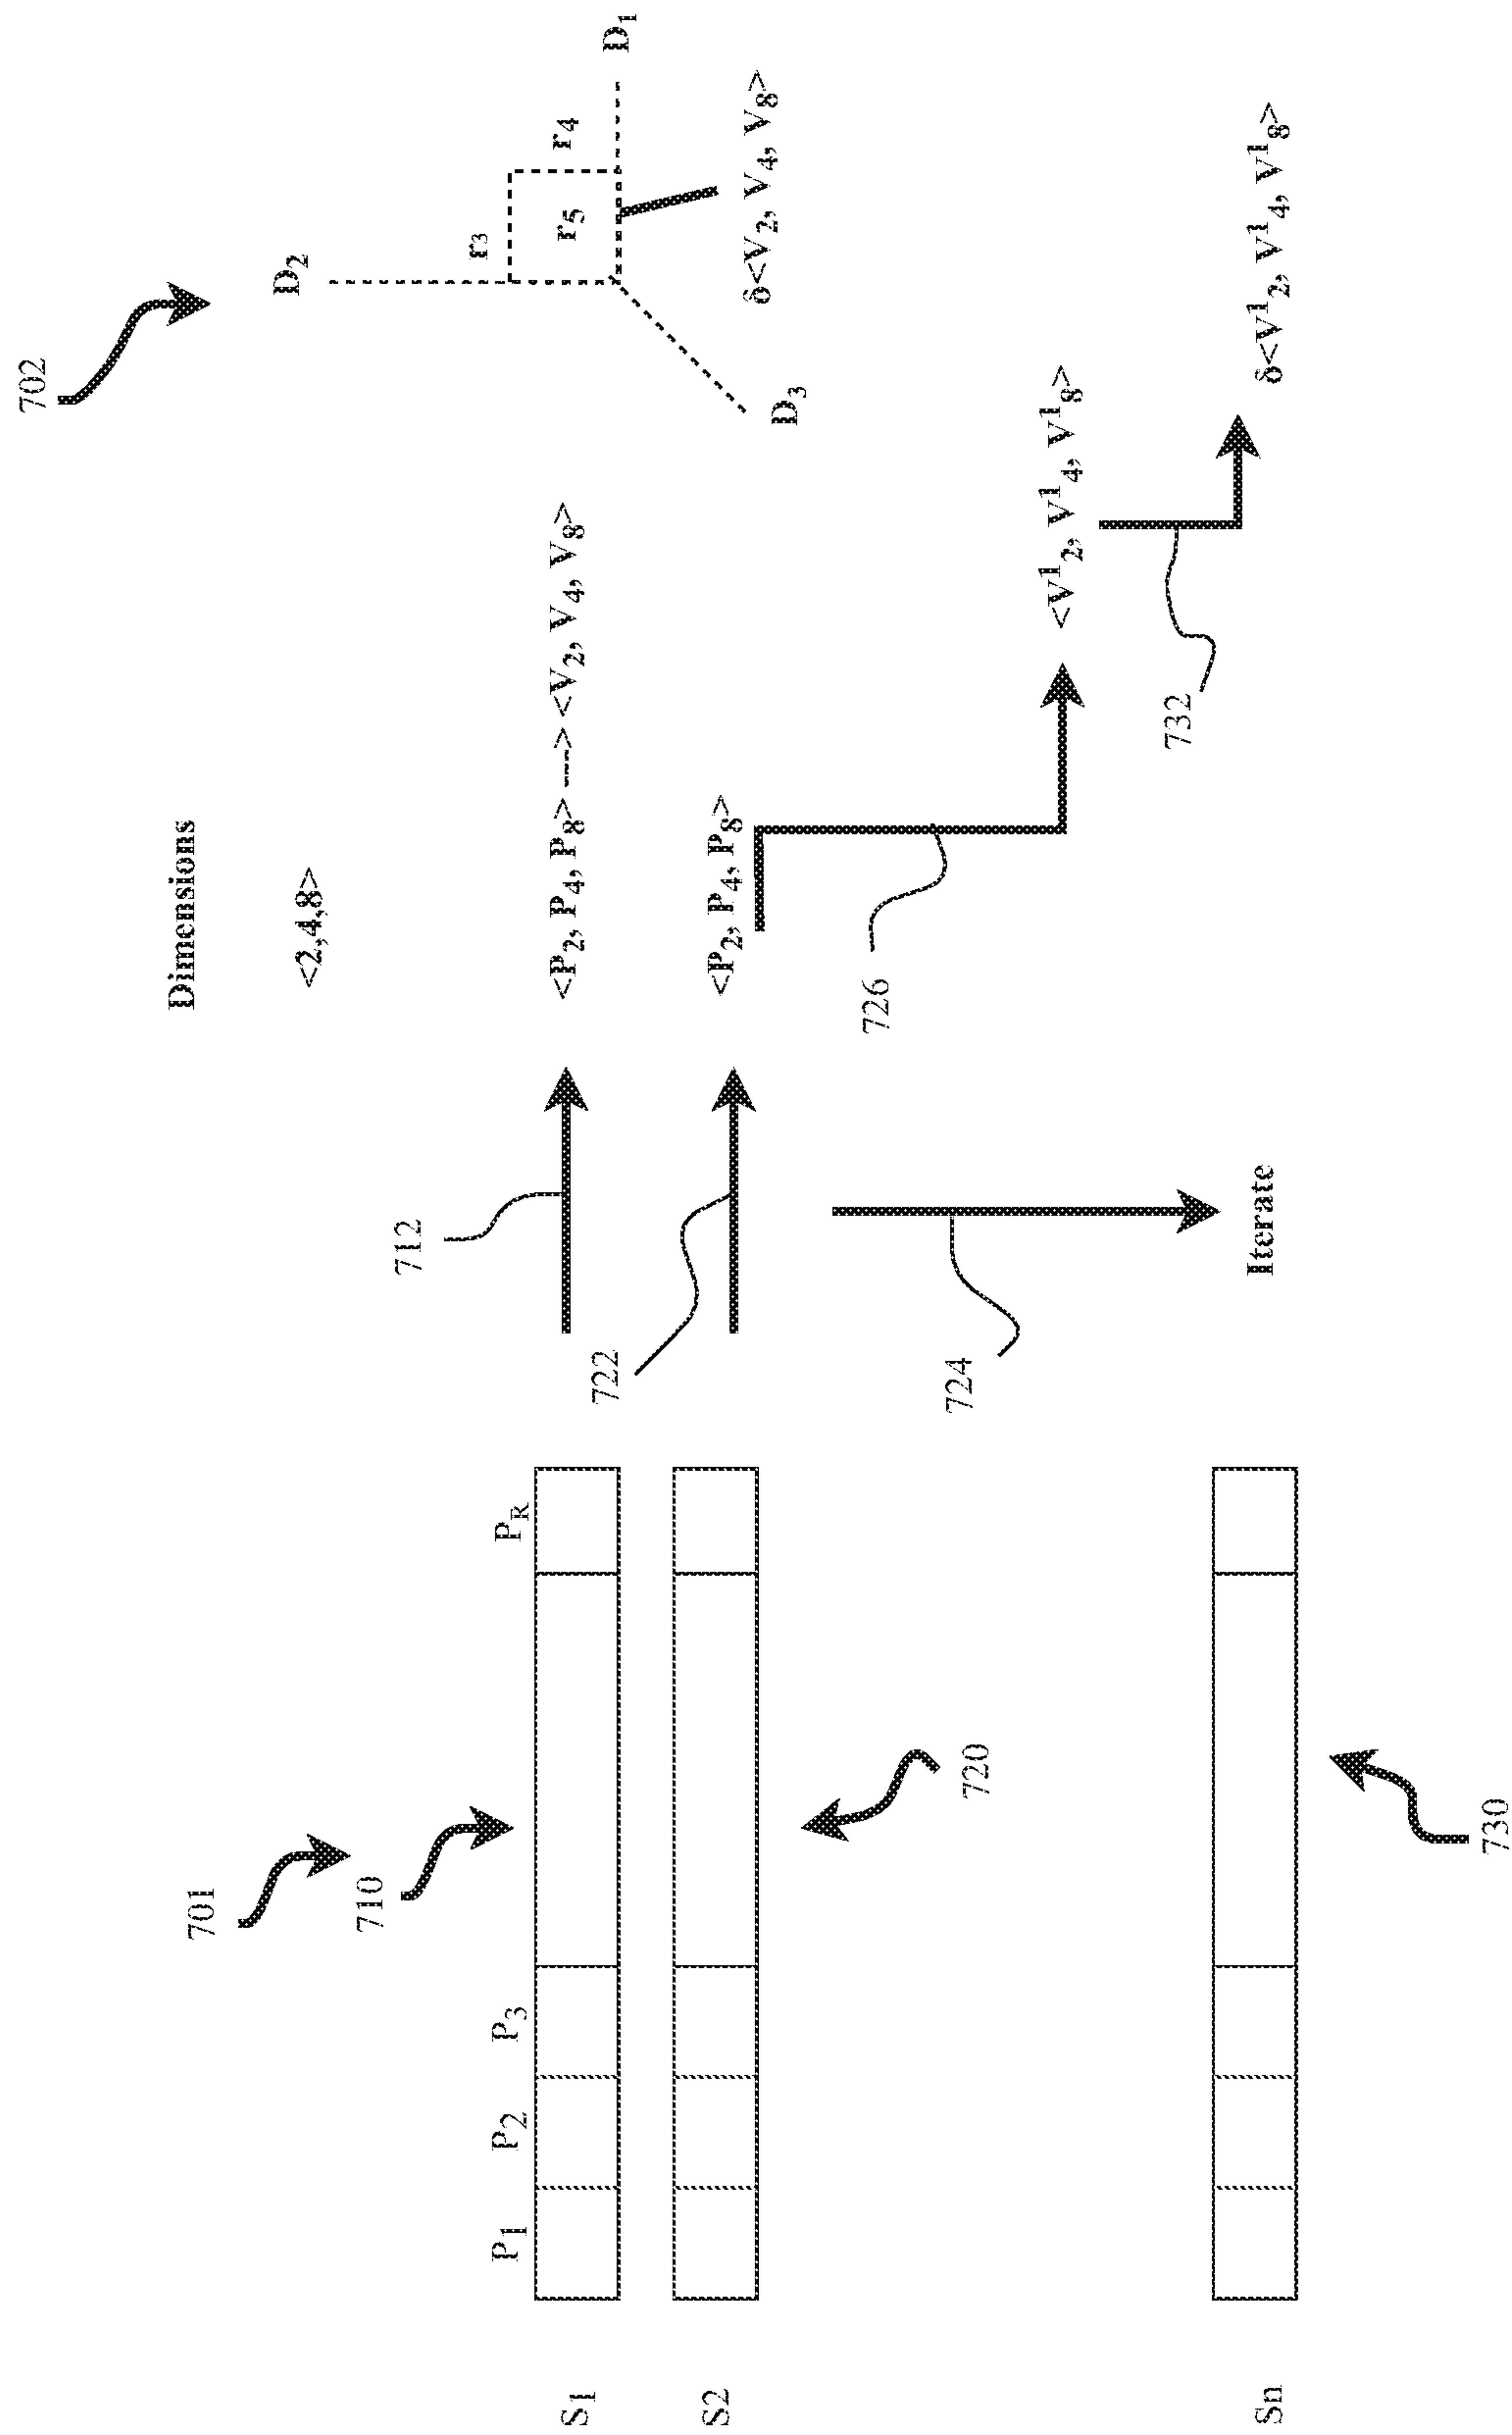 702
D₂
r₃
r₄
r₅
D₁
D₃
δ<V₂, V₄, V₈>
Dimensions
<2,4,8>
701
710
P₁
P₂
P₃
P_R
S1
712
<P₂, P₄, P₈> ---> <V₂, V₄, V₈>
S2
722
<P₂, P₄, P₈>
720
726
724
Iterate
<V¹₂, V¹₄, V¹₈>
732
δ<V¹₂, V¹₄, V¹₈>
Sn
730